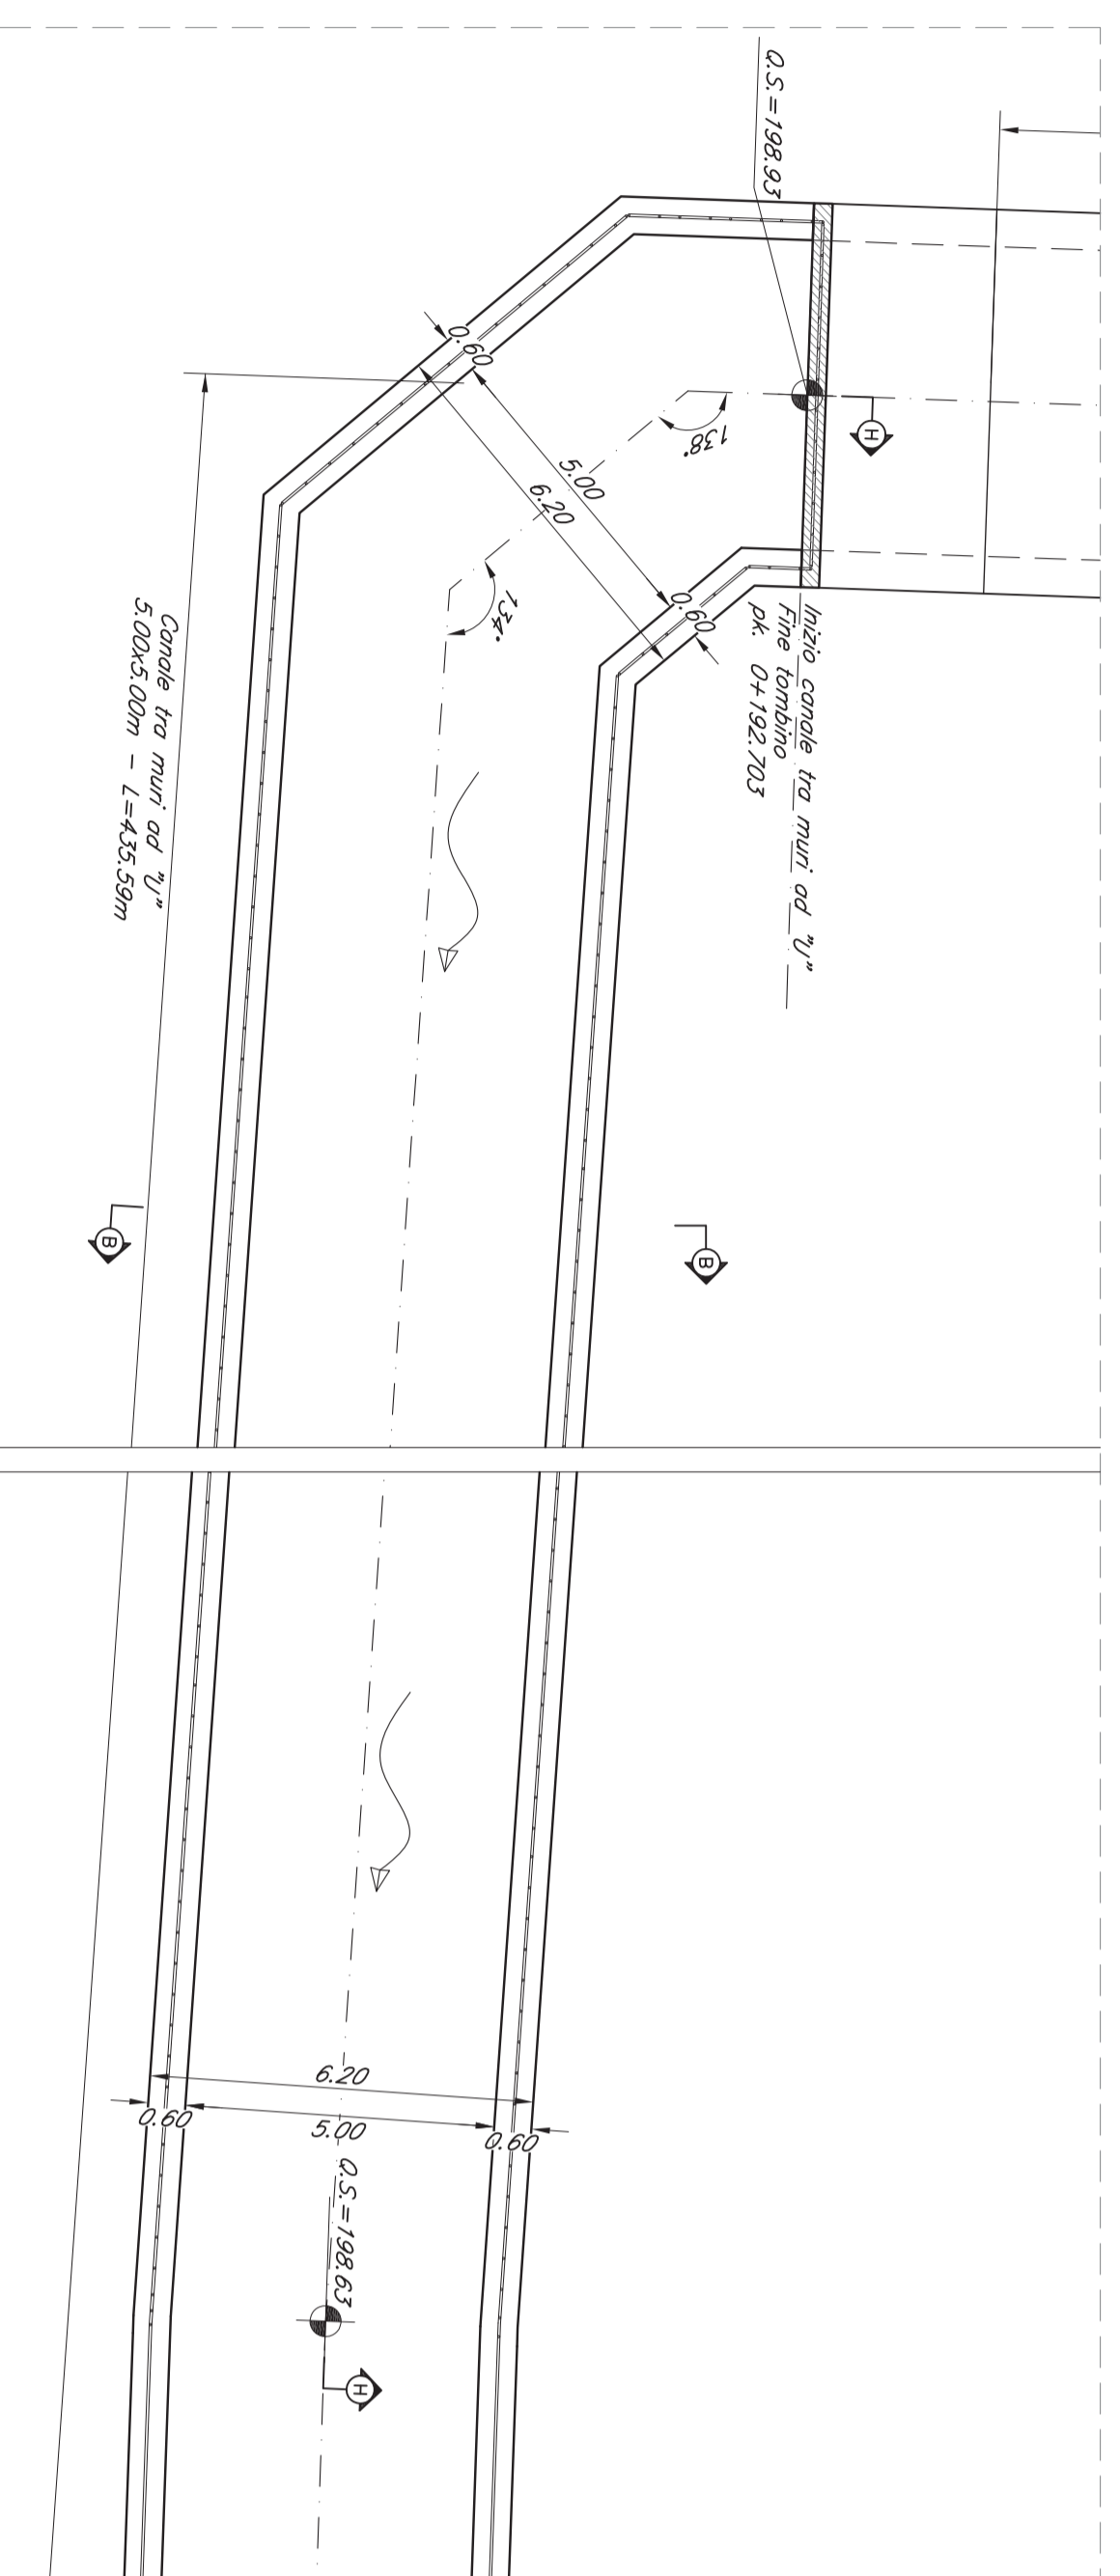 Q.S.=198.93
H
138°
0.60
5.00
6.20
0.60
134°
Inizio canale tra muri ad "U"
Fine tombino
pk. 0+192.703
Canale tra muri ad "U"
5.00x5.00m - L=435.59m
B
B
6.20
0.60
5.00
0.60
Q.S.=198.63
H